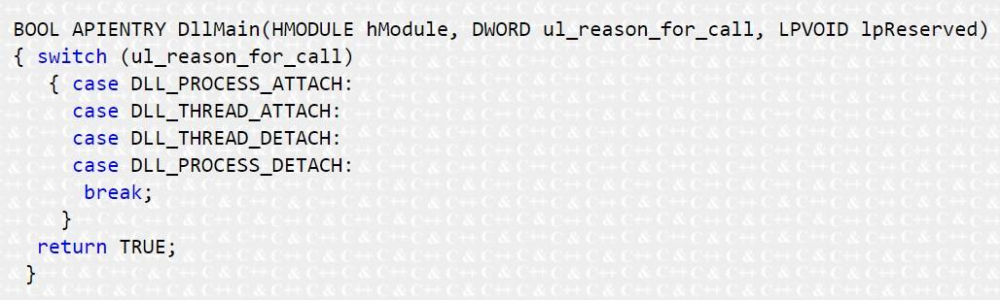 BOOL APIENTRY DllMain(HMODULE hModule, DWORD ul_reason_for_call, LPVOID lpReserved)
{ switch (ul_reason_for_call)
{ case DLL_PROCESS_ATTACH:
case DLL_THREAD_ATTACH:
case DLL_THREAD_DETACH:
case DLL_PROCESS_DETACH:
break;
}
return TRUE;
}